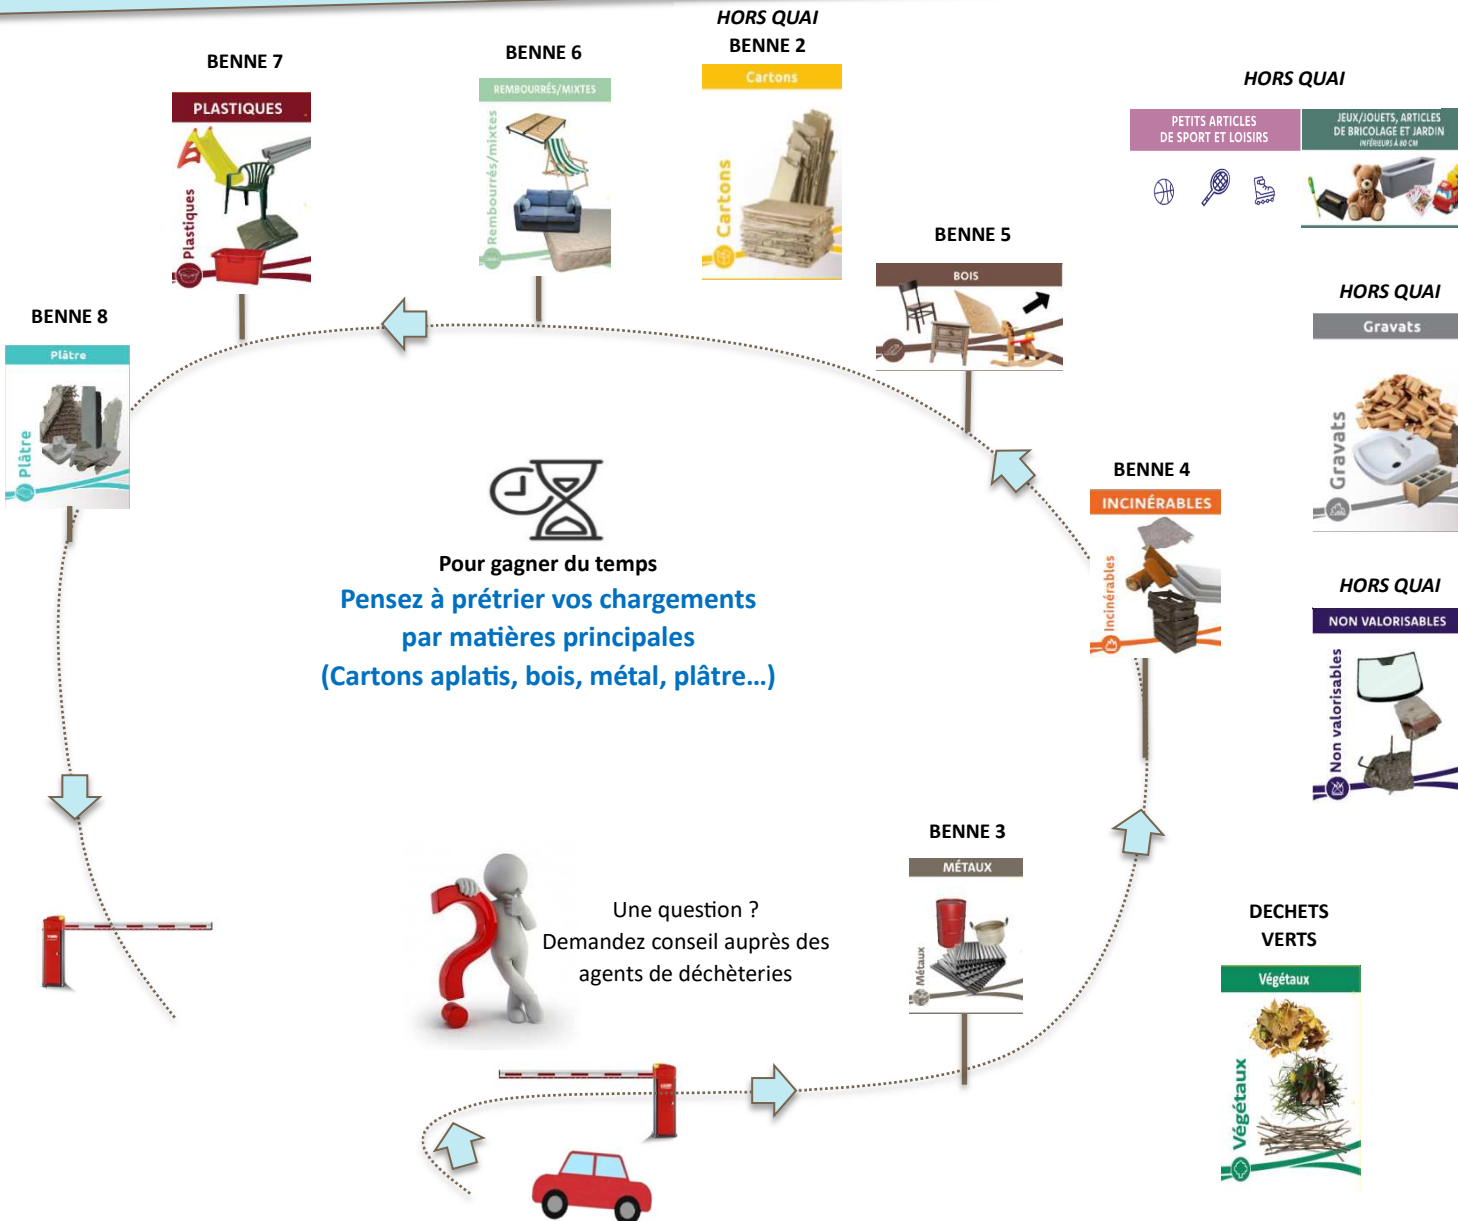 HORS QUAI
BENNE 2
Cartons
Cartons
BENNE 7
PLASTIQUES
Plastiques
BENNE 6
REMBOURRÉS/MIXTES
Rembourrés/mixtes
HORS QUAI
PETITS ARTICLES
DE SPORT ET LOISIRS
JEUX/JOUETS, ARTICLES
DE BRICOLAGE ET JARDIN
INFÉRIEURS À 80 CM
BENNE 5
BOIS
HORS QUAI
Gravats
Gravats
BENNE 8
Plâtre
Plâtre
BENNE 4
INCINÉRABLES
Incinérables
Pour gagner du temps
Pensez à prétrier vos chargements
par matières principales
(Cartons aplatis, bois, métal, plâtre...)
HORS QUAI
NON VALORISABLES
Non valorisables
BENNE 3
MÉTAUX
Métaux
Une question ?
Demandez conseil auprès des
agents de déchèteries
DECHETS
VERTS
Végétaux
Végétaux